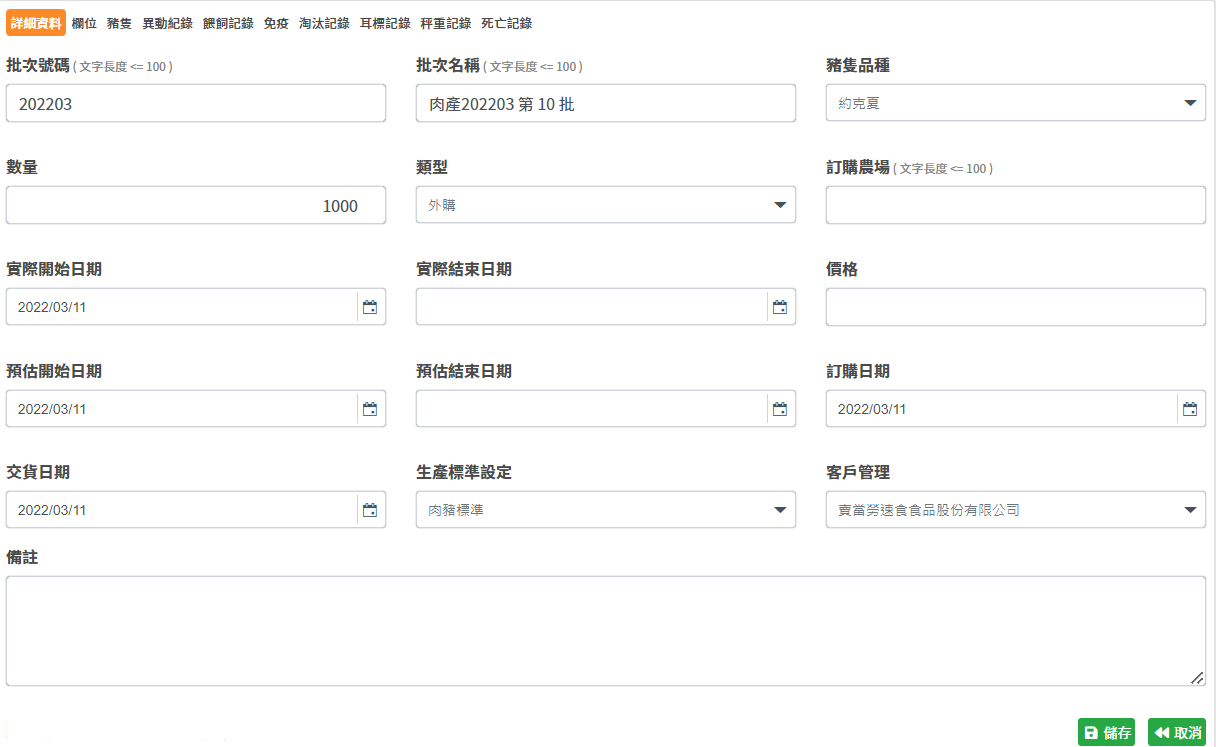 詳細資料 欄位 豬隻 異動紀錄 餵飼記錄 免疫 淘汰記錄 耳標記錄 秤重記錄 死亡記錄
批次號碼 ( 文字長度 <= 100 ) 批次名稱 ( 文字長度 <= 100 ) 豬隻品種
202203 肉產202203 第 10 批 約克夏
數量 類型 訂購農場 ( 文字長度 <= 100 )
1000 外購
實際開始日期 實際結束日期 價格
2022/03/11
預估開始日期 預估結束日期 訂購日期
2022/03/11 2022/03/11
交貨日期 生產標準設定 客戶管理
2022/03/11 肉豬標準 賣當勞速食食品股份有限公司
備註
儲存 取消